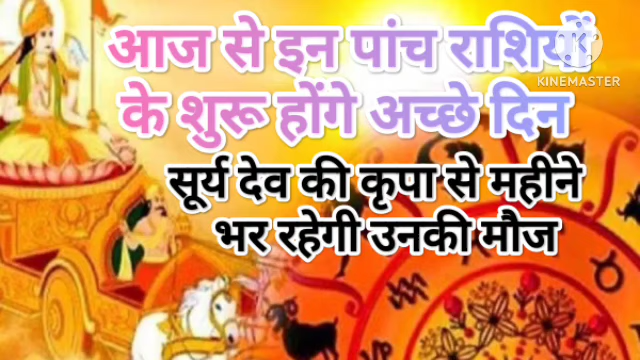 आज से इन पांच राशियों
KINEMASTER
के शुरू होंगे अच्छे दिन
सूर्य देव की कृपा से महीने
भर रहेगी उनकी मौज